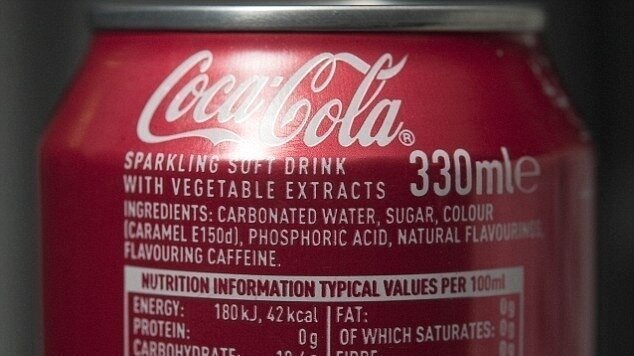 Coca-Cola®
SPARKLING SOFT DRINK
WITH VEGETABLE EXTRACTS 330ml℮
INGREDIENTS: CARBONATED WATER, SUGAR, COLOUR
(CARAMEL E150d), PHOSPHORIC ACID, NATURAL FLAVOURINGS,
FLAVOURING CAFFEINE.
NUTRITION INFORMATION TYPICAL VALUES PER 100ml
ENERGY: 180kJ, 42kcal FAT: 0g
PROTEIN: 0g OF WHICH SATURATES: 0g
CARBOHYDRATE: